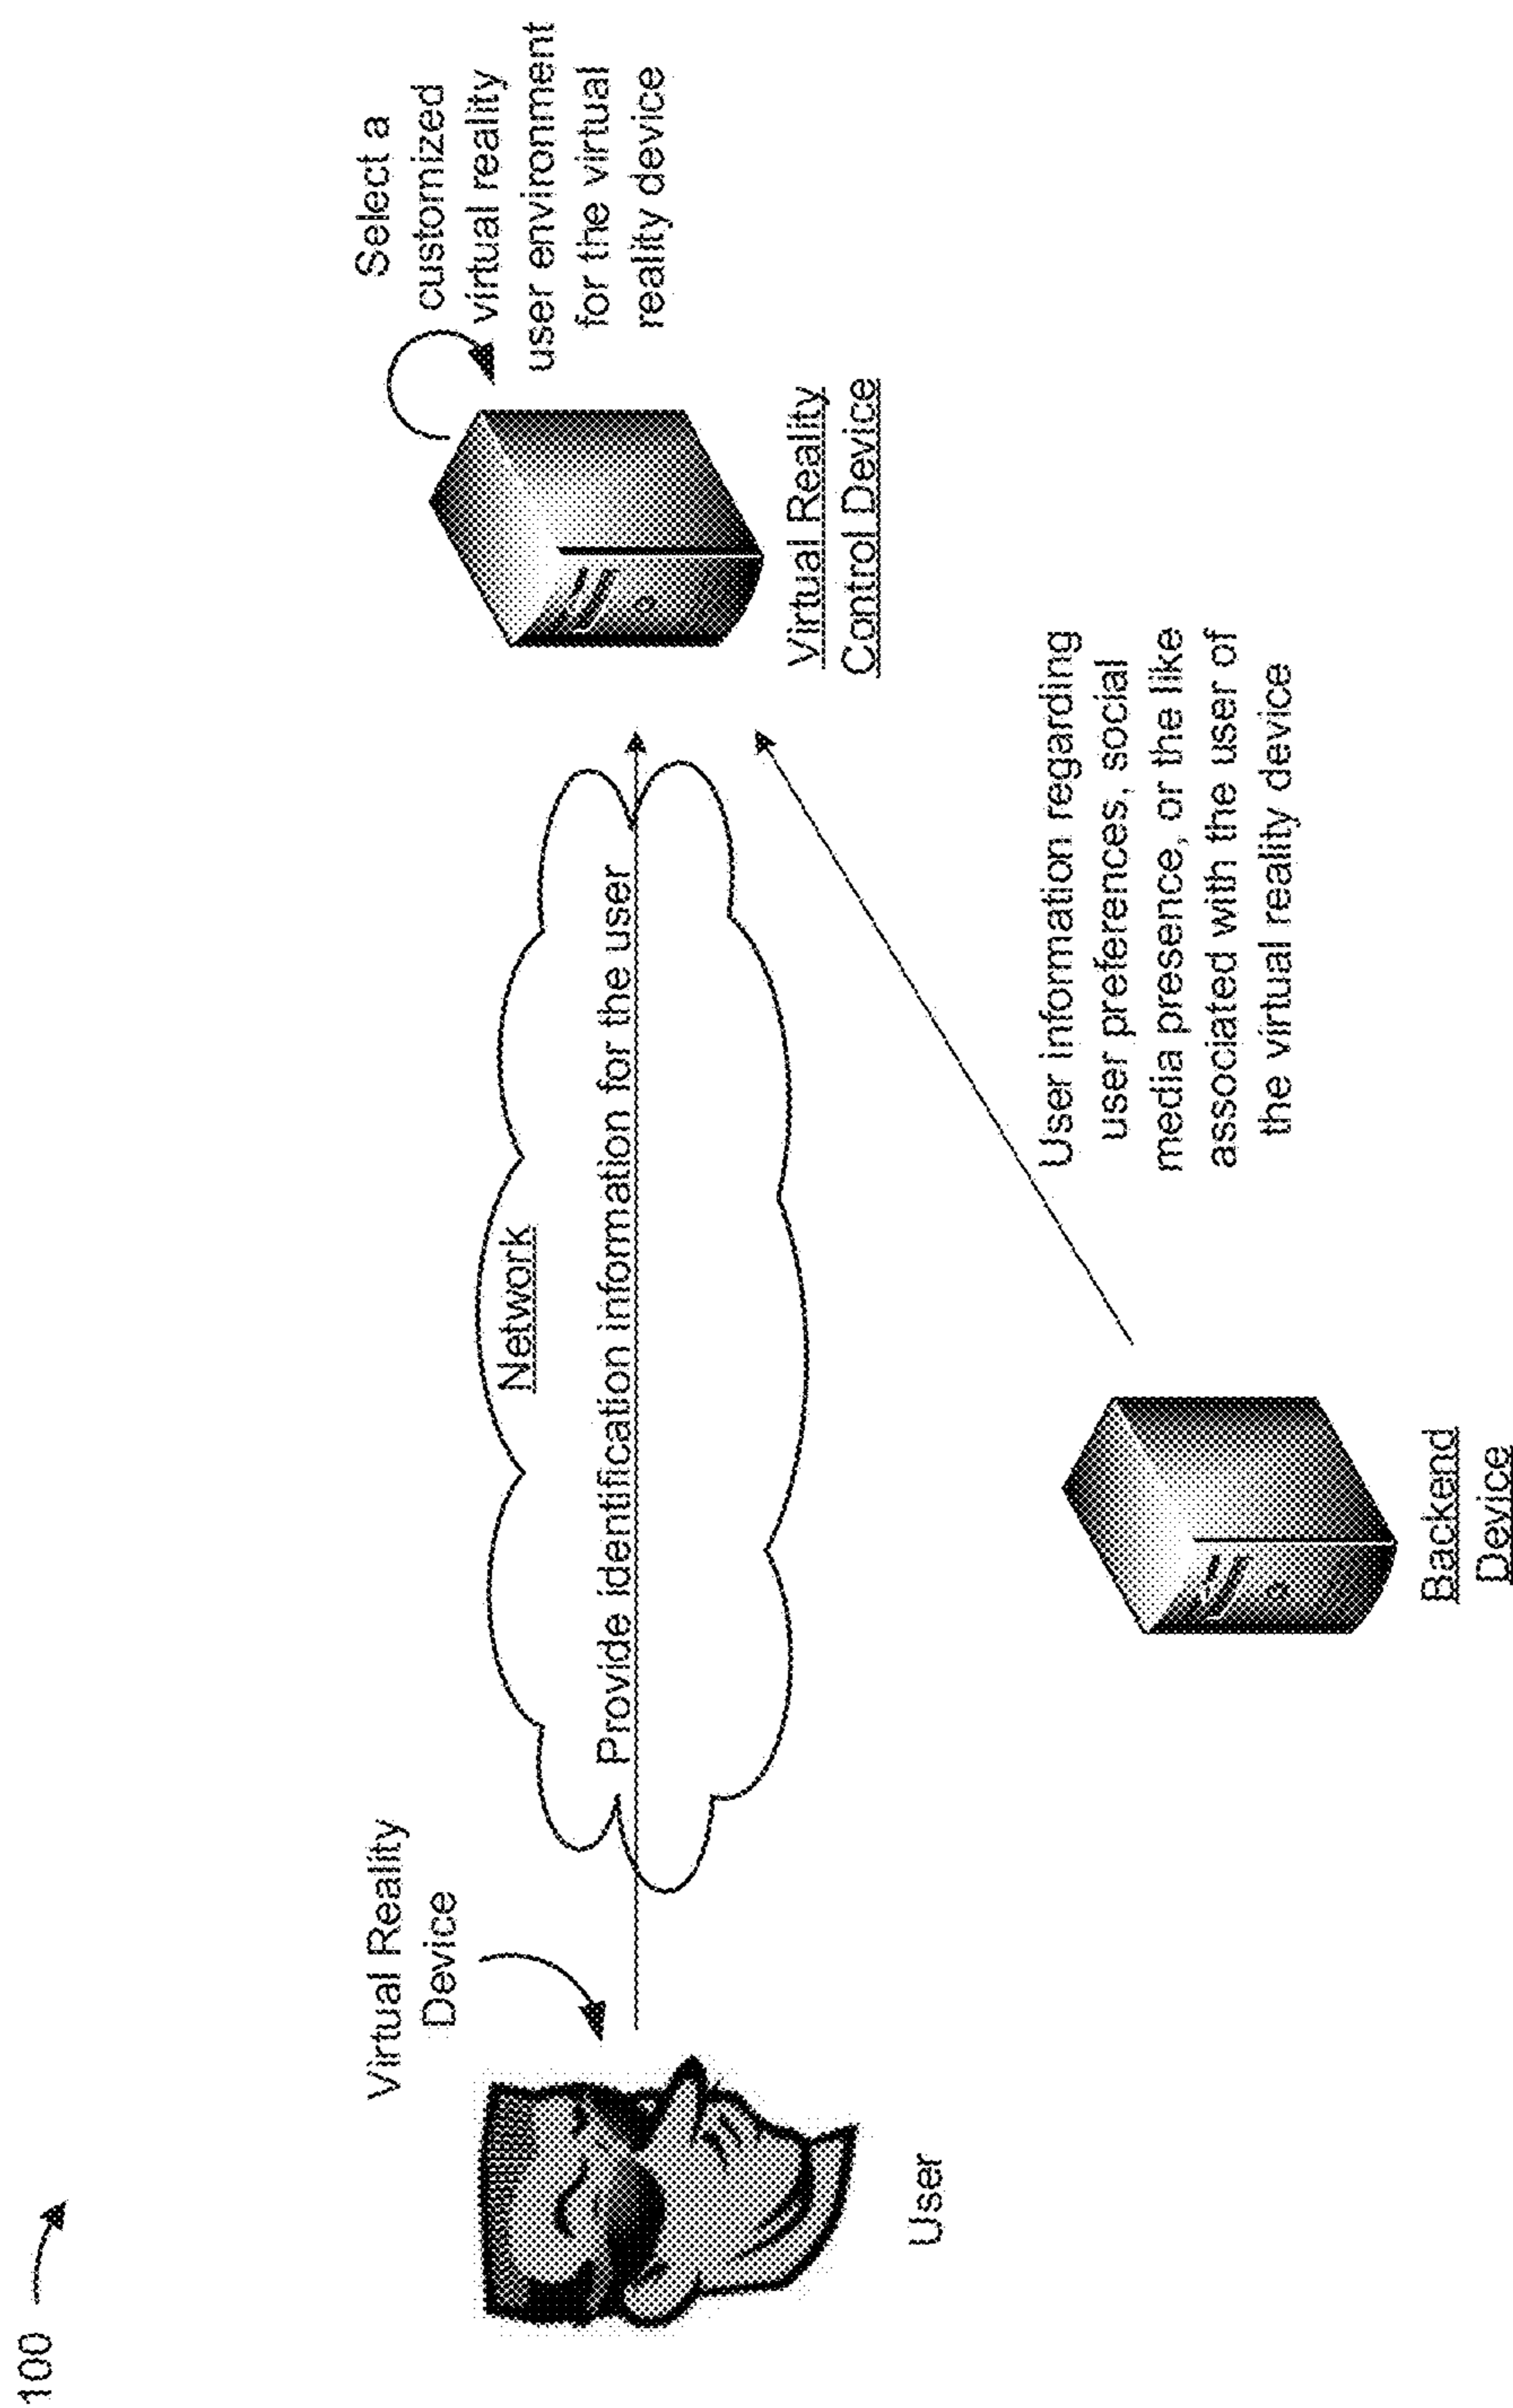 100
Virtual Reality
Device
User
Network
Provide identification information for the user
Select a
customized
virtual reality
user environment
for the virtual
reality device
Virtual Reality
Control Device
User information regarding
user preferences, social
media presence, or the like
associated with the user of
the virtual reality device
Backend
Device